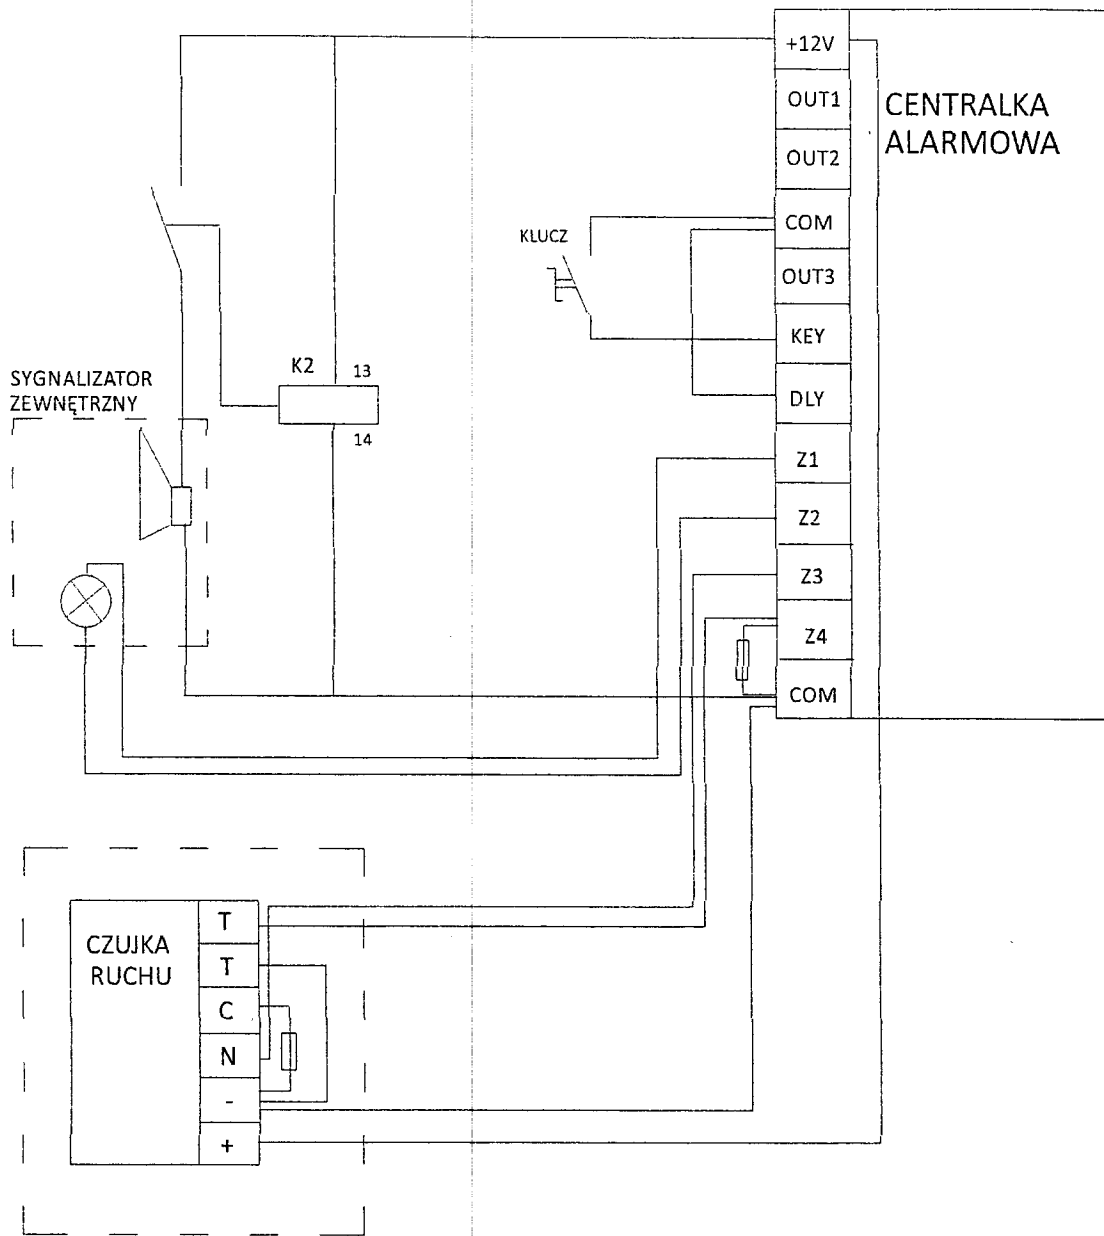 +12V
OUT1
CENTRALKA
ALARMOWA
OUT2
COM
KLUCZ
OUT3
KEY
K2
13
SYGNALIZATOR
ZEWNĘTRZNY
DLY
14
Z1
Z2
Z3
Z4
COM
T
CZUJKA
RUCHU
T
C
N
-
+